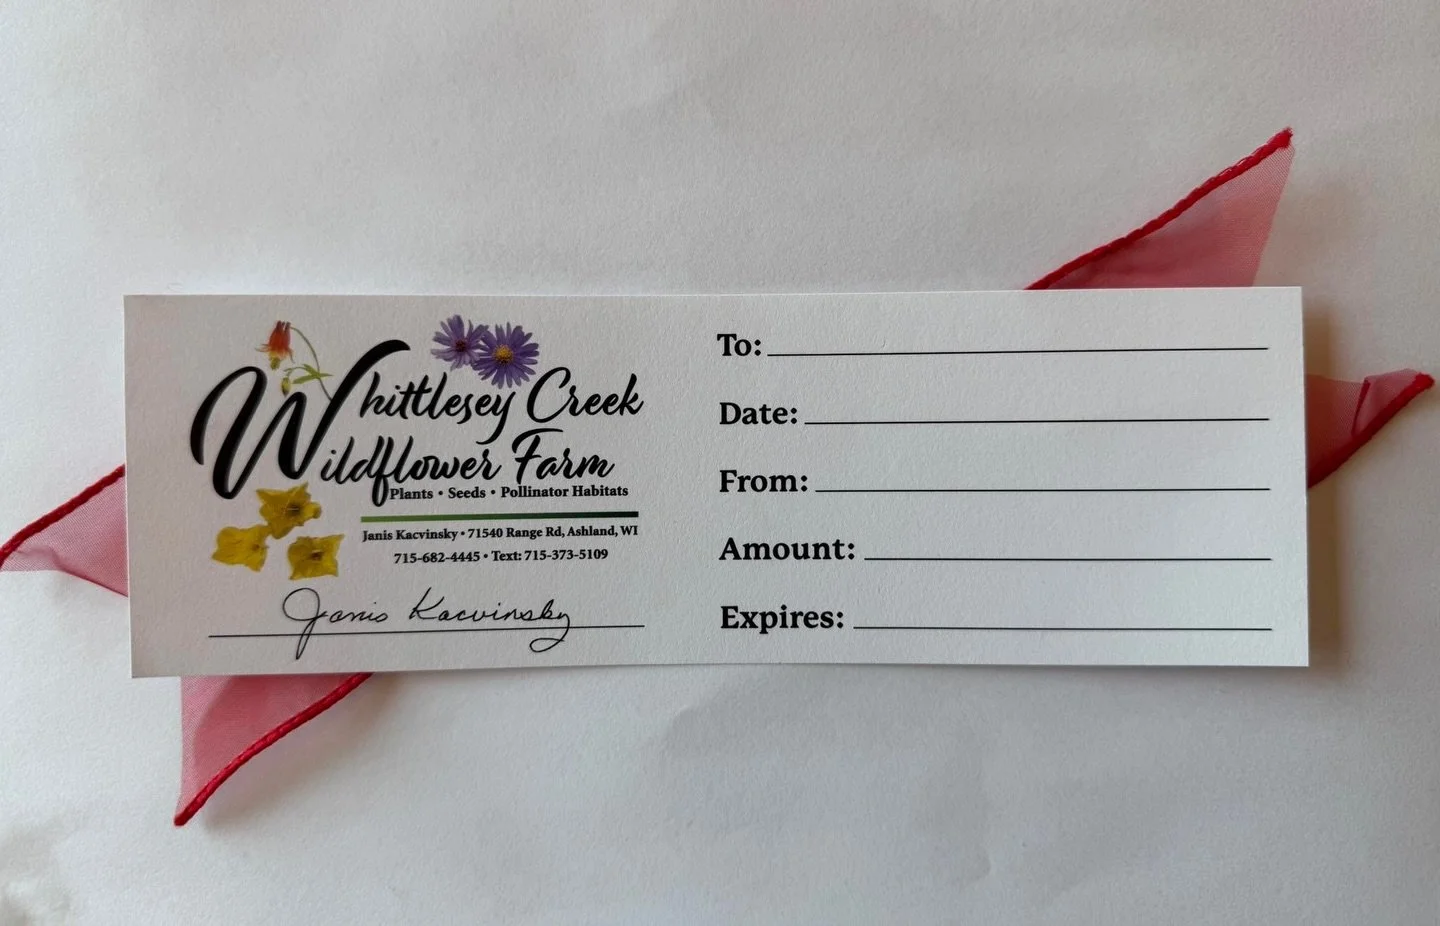 Whittlesey Creek
Wildflower Farm
Plants • Seeds • Pollinator Habitats
Janis Kacvinsky • 71540 Range Rd, Ashland, WI
715-682-4445 • Text: 715-373-5109
Janis Kacvinsky
To:
Date:
From:
Amount:
Expires: